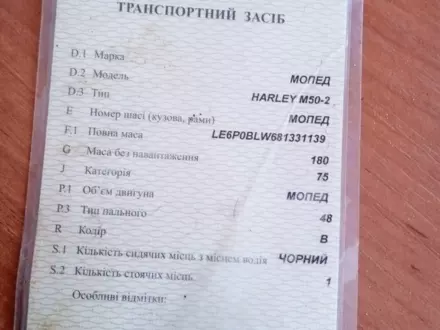 ТРАНСПОРТНИЙ ЗАСІБ
D.1 Марка
МОПЕД
D.2 Модель
HARLEY M50-2
D.3 Тип
МОПЕД
E Номер шасі (кузова, рами)
LE6P0BLW681331139
F.1 Повна маса
180
G Маса без навантаження
75
J Категорія
МОПЕД
P.1 Об'єм двигуна
48
P.3 Тип пального
B
R Колір
ЧОРНИЙ
S.1 Кількість сидячих місць з місцем водія
1
S.2 Кількість стоячих місць
Особливі відмітки: